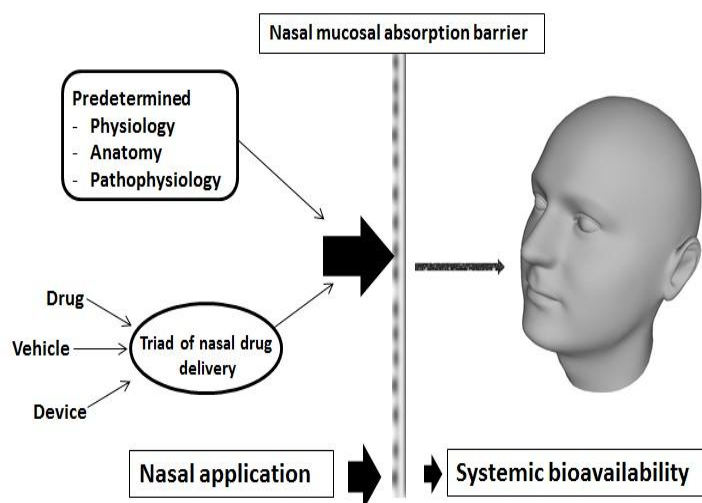 Nasal mucosal absorption barrier
Predetermined
- Physiology
- Anatomy
- Pathophysiology
Drug
Vehicle
Device
Triad of nasal drug
delivery
Nasal application
Systemic bioavailability